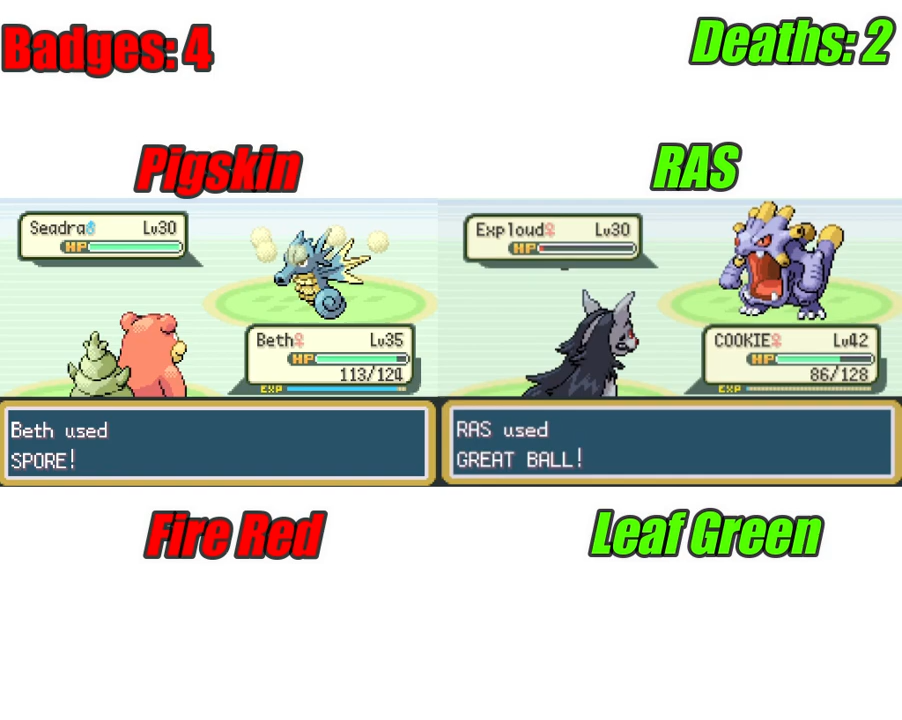 Badges: 4
Deaths: 2
Pigskin
RAS
Seadra♂ Lv30
HP
Exploud♀ Lv30
HP
Beth♀ Lv35
HP
113/124
EXP
COOKIE♀ Lv42
HP
86/128
EXP
Beth used
SPORE!
RAS used
GREAT BALL!
Fire Red
Leaf Green